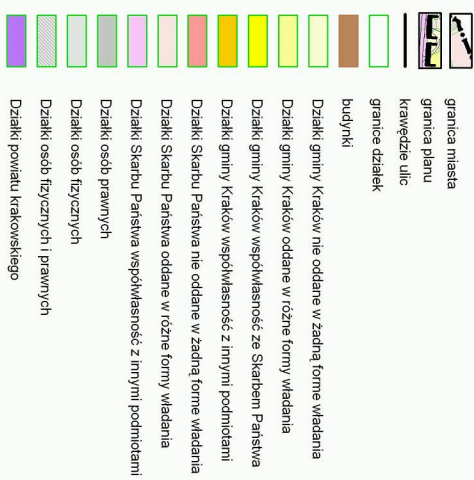 granica miasta
granica planu
krawędzie ulic
granice działek
budynki
Działki gminy Kraków nie oddane w żadną forme władania
Działki gminy Kraków oddane w różne formy władania
Działki gminy Kraków współwłasność ze Skarbem Państwa
Działki gminy Kraków współwłasność z innymi podmiotami
Działki Skarbu Państwa nie oddane w żadną forme władania
Działki Skarbu Państwa oddane w różne formy władania
Działki Skarbu Państwa współwłasność z innymi podmiotami
Działki osób prawnych
Działki osób fizycznych
Działki osób fizycznych i prawnych
Działki powiatu krakowskiego